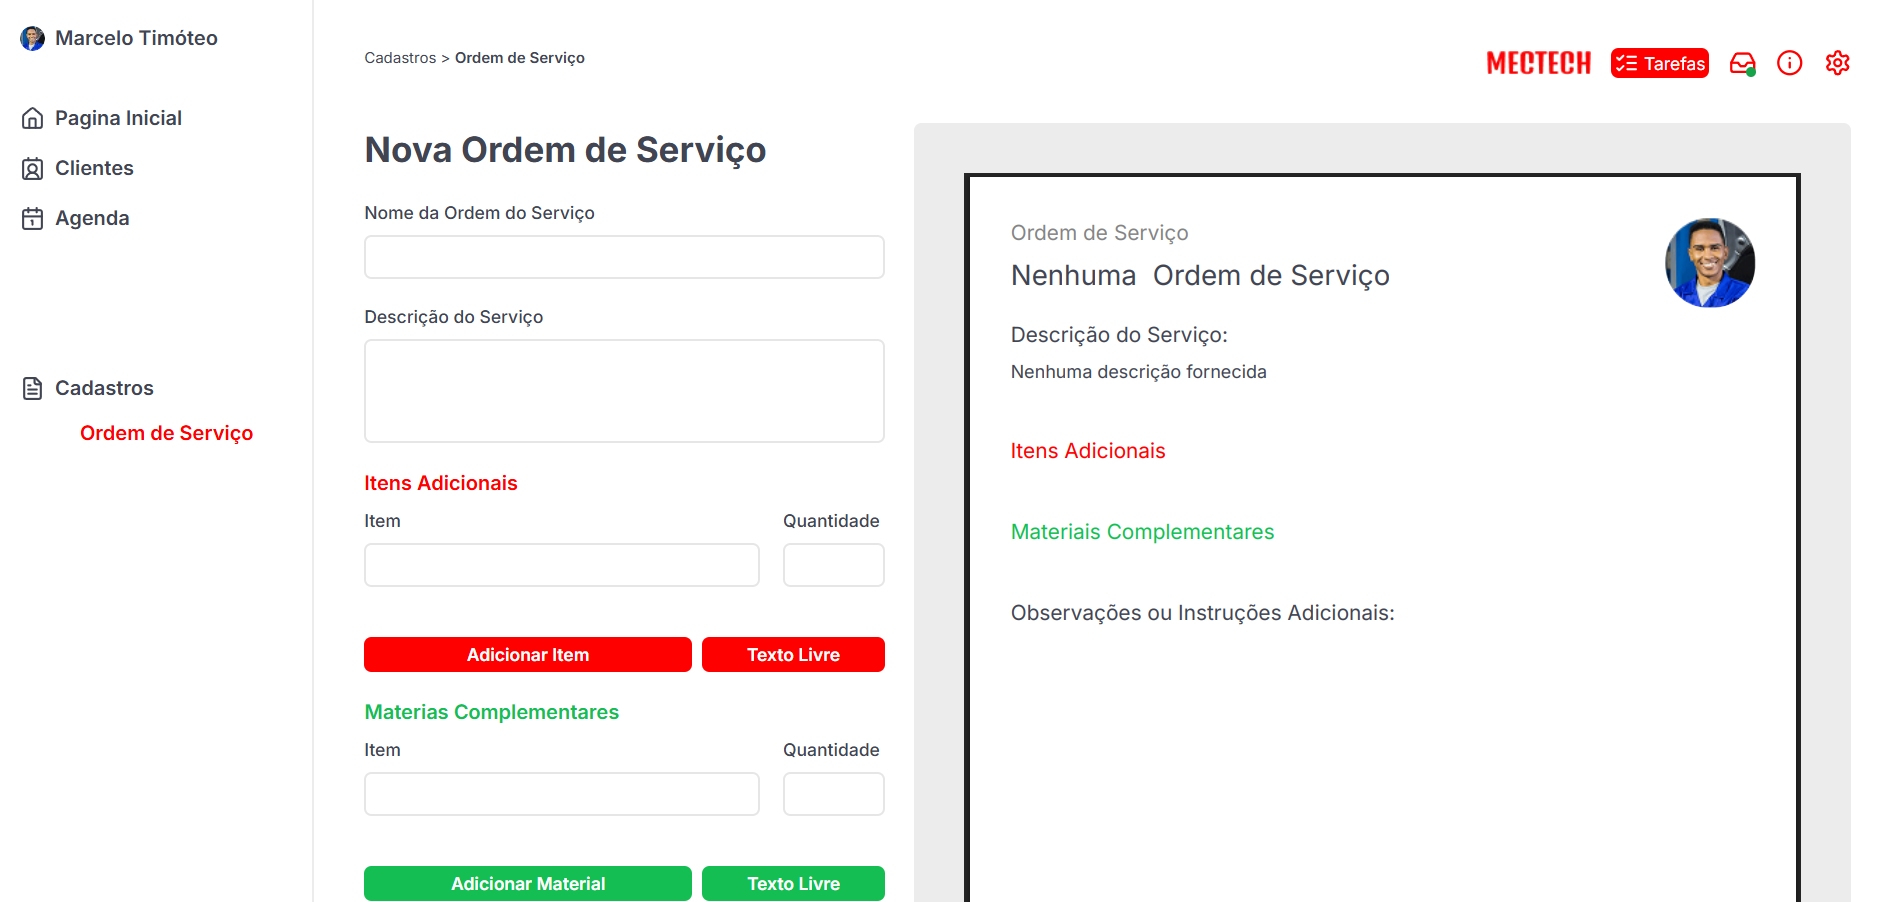 Marcelo Timóteo
Pagina Inicial
Clientes
Agenda
Cadastros
Ordem de Serviço
Cadastros > Ordem de Serviço
MECTECH
Tarefas
Nova Ordem de Serviço
Nome da Ordem do Serviço
Descrição do Serviço
Itens Adicionais
Item Quantidade
Adicionar Item Texto Livre
Materias Complementares
Item Quantidade
Adicionar Material Texto Livre
Ordem de Serviço
Nenhuma Ordem de Serviço
Descrição do Serviço:
Nenhuma descrição fornecida
Itens Adicionais
Materiais Complementares
Observações ou Instruções Adicionais: